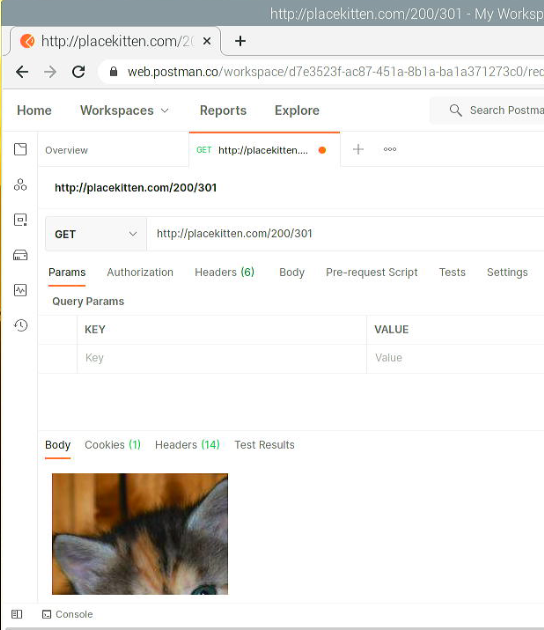 http://placekitten.com/200/301 - My Worksp
http://placekitten.com/20
web.postman.co/workspace/d7e3523f-ac87-451a-8b1a-ba1a371273c0/req
Home Workspaces Reports Explore Search Postma
Overview GET http://placekitten.... ooo
http://placekitten.com/200/301
GET http://placekitten.com/200/301
Params Authorization Headers (6) Body Pre-request Script Tests Settings
Query Params
KEY VALUE
Key Value
Body Cookies (1) Headers (14) Test Results
Console